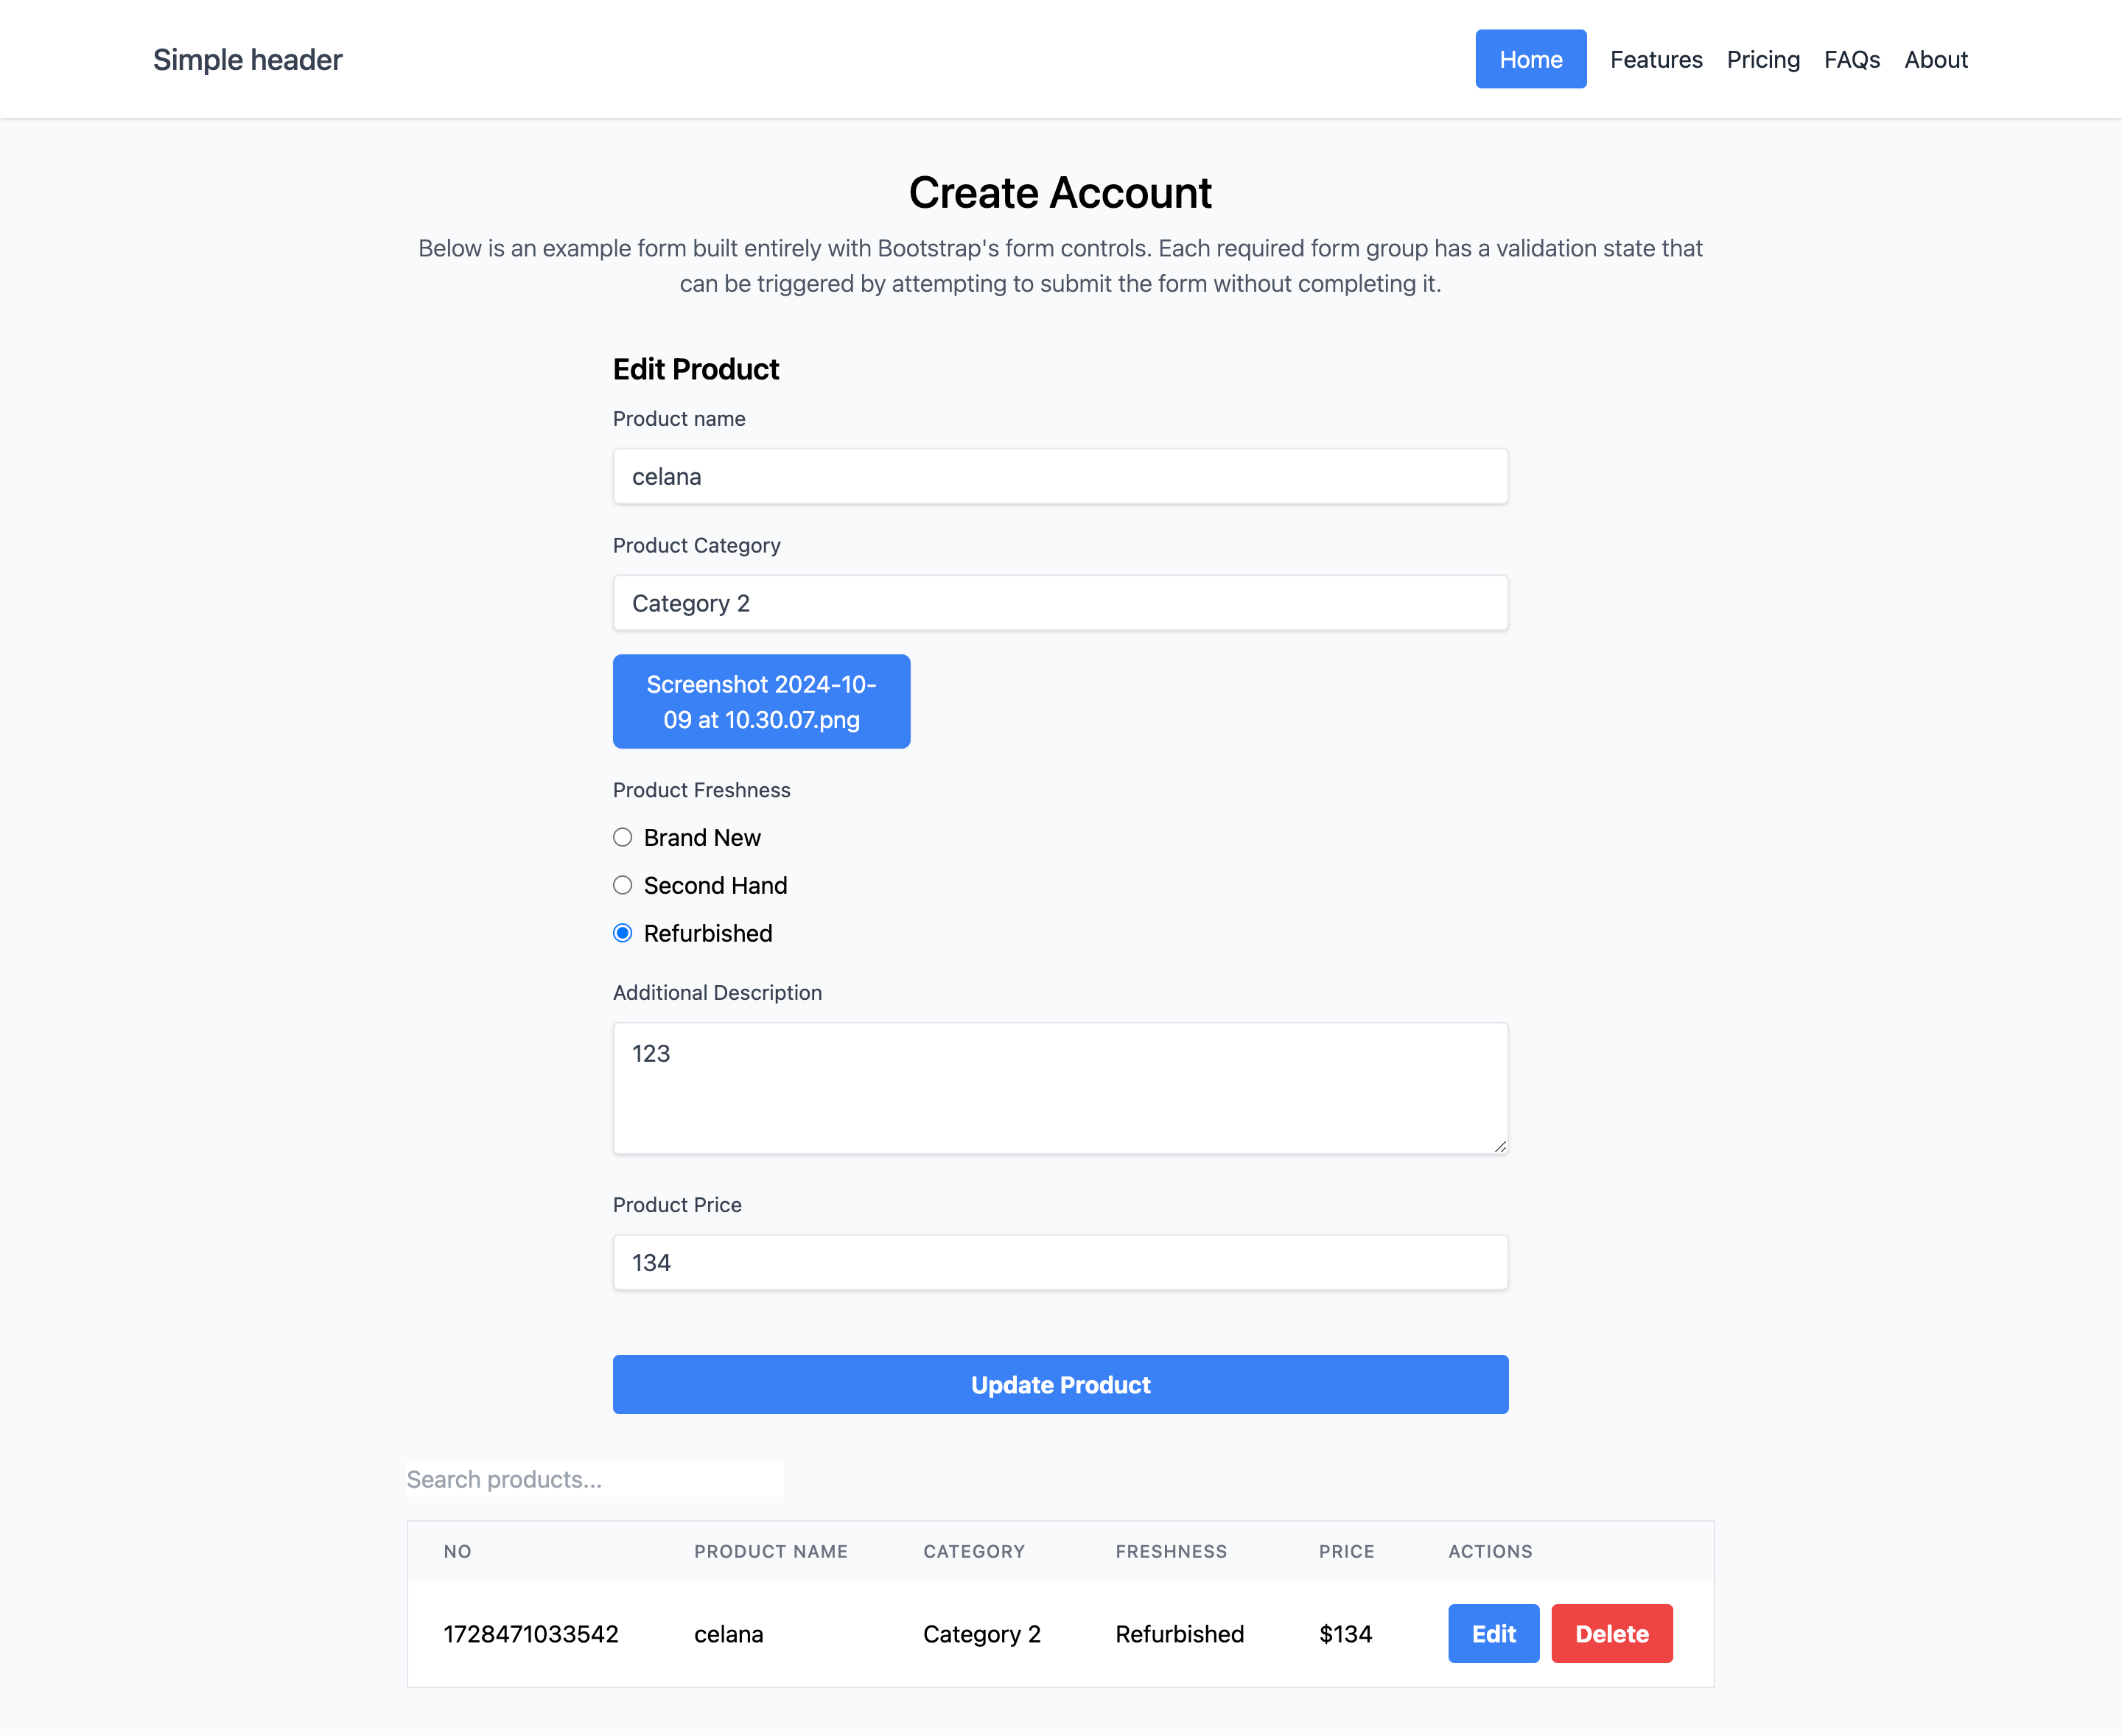 Simple header
Home Features Pricing FAQs About
Create Account
Below is an example form built entirely with Bootstrap's form controls. Each required form group has a validation state that
can be triggered by attempting to submit the form without completing it.
Edit Product
Product name
celana
Product Category
Category 2
Screenshot 2024-10-
09 at 10.30.07.png
Product Freshness
Brand New
Second Hand
Refurbished
Additional Description
123
Product Price
134
Update Product
Search products...
NO PRODUCT NAME CATEGORY FRESHNESS PRICE ACTIONS
1728471033542 celana Category 2 Refurbished $134 Edit Delete